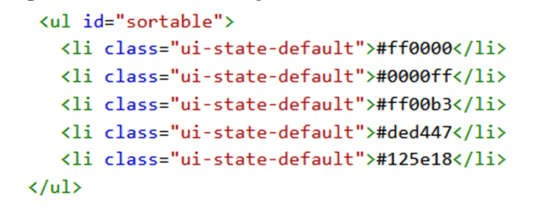 <ul id="sortable">
<li class="ui-state-default">#ff0000</li>
<li class="ui-state-default">#0000ff</li>
<li class="ui-state-default">#ff00b3</li>
<li class="ui-state-default">#ded447</li>
<li class="ui-state-default">#125e18</li>
</ul>